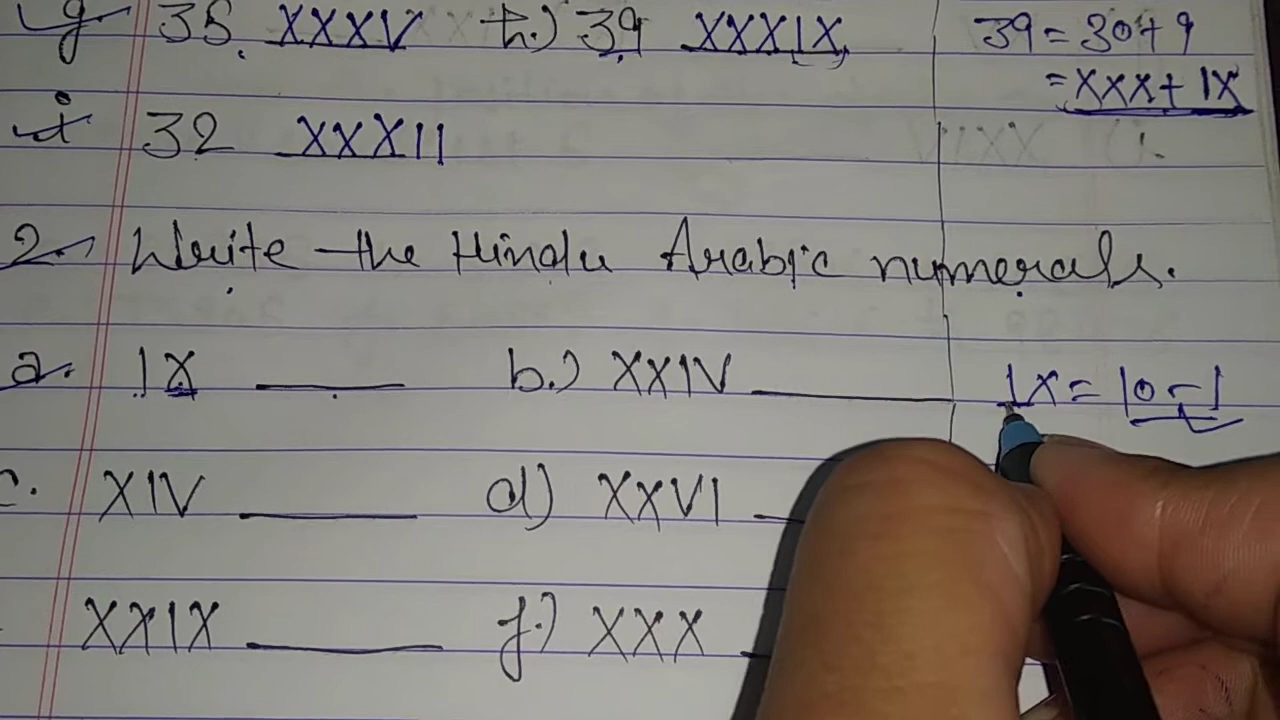 g 35. XXXV h.) 39 XXXIX, 39 = 30+9
= XXX + IX
i 32 XXXII
2. Write the Hindu Arabic numerals.
a. IX ____ b.) XXIV ____ IX = 10-1
c. XIV ____ d) XXVI __
XXIX ____ f.) XXX _